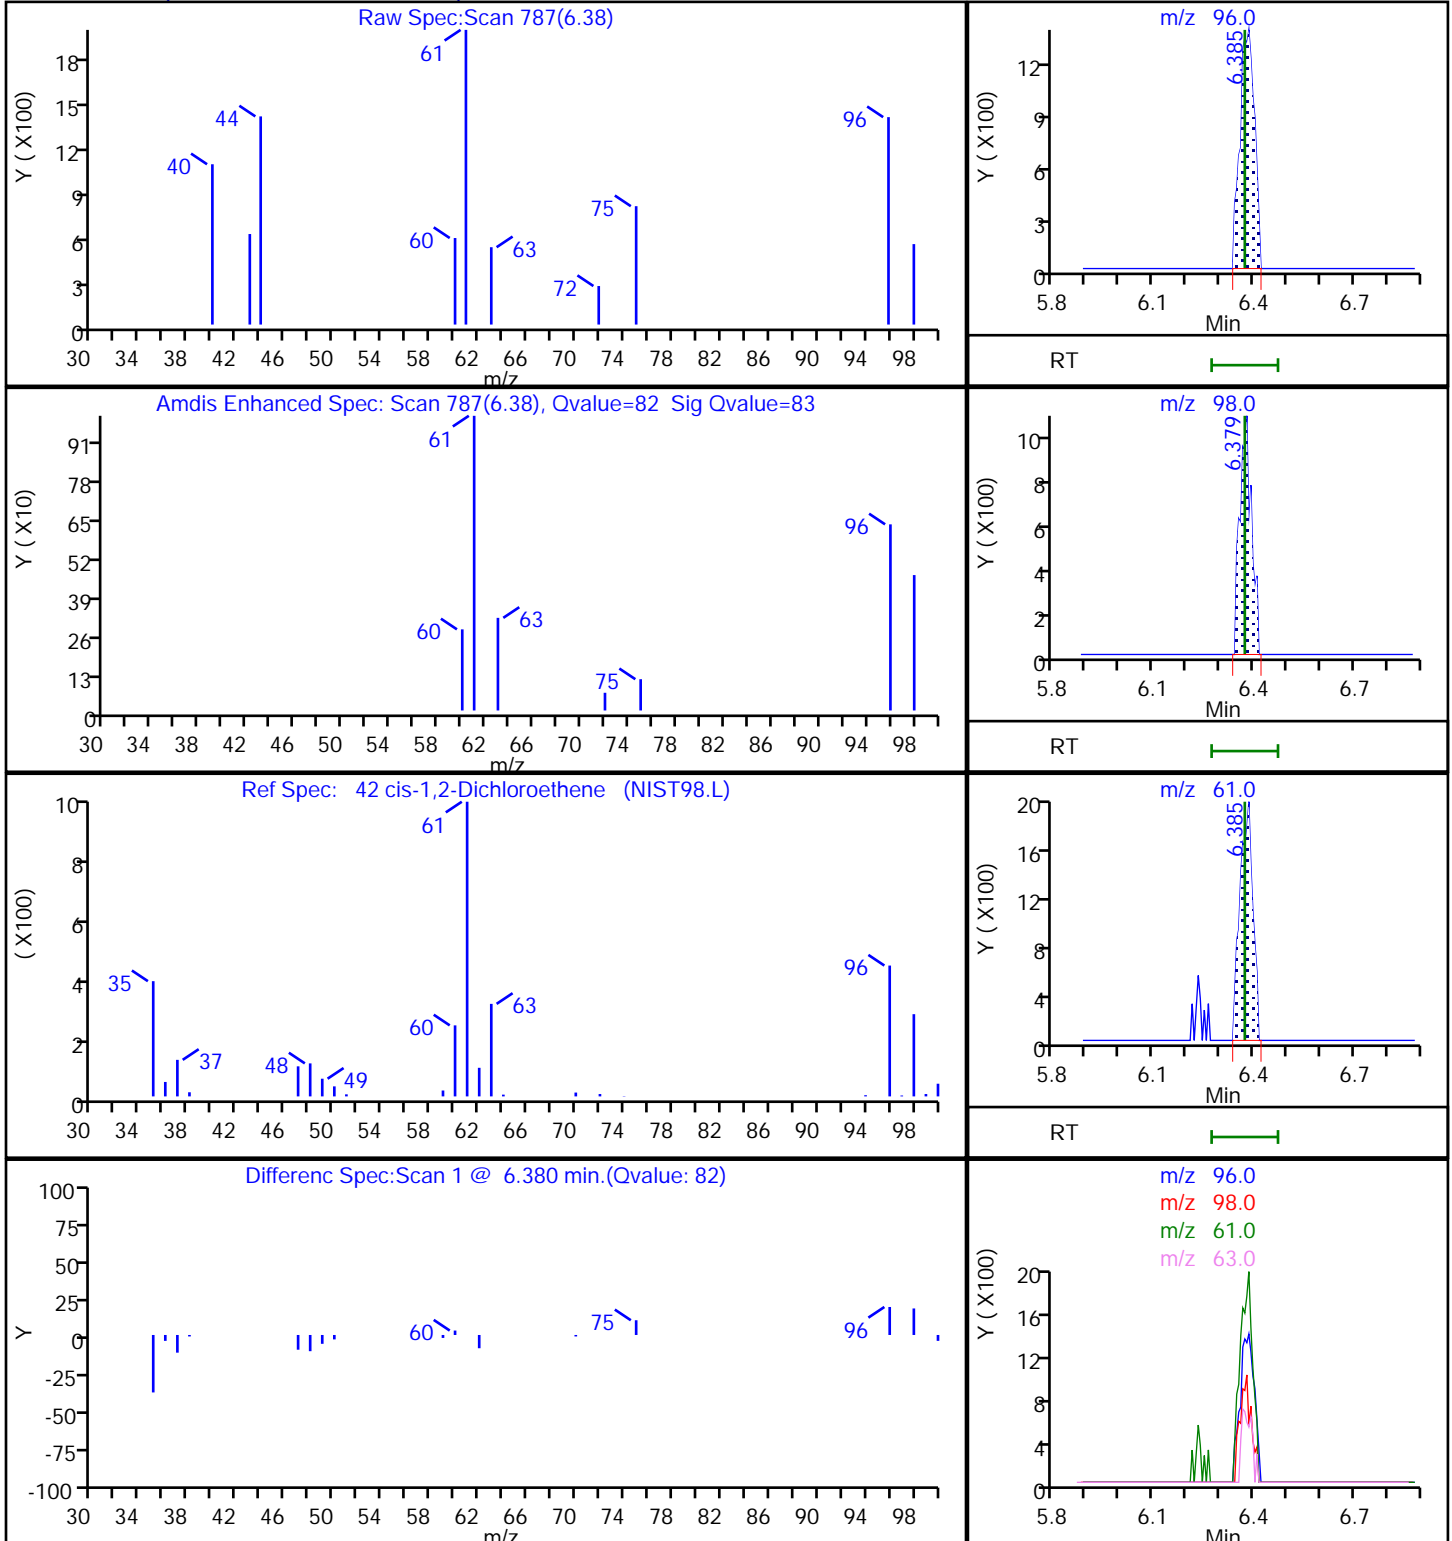 Raw Spec:Scan 787(6.38)
Y ( X100)
18
15
12
9
6
3
0
40
44
60
61
63
72
75
96
30 34 38 42 46 50 54 58 62 66 70 74 78 82 86 90 94 98
m/z
m/z 96.0
Y ( X100)
12
9
6
3
0
6.385
5.8 6.1 6.4 6.7
Min
RT
Amdis Enhanced Spec: Scan 787(6.38), Qvalue=82 Sig Qvalue=83
Y ( X10)
91
78
65
52
39
26
13
0
60
61
63
75
96
30 34 38 42 46 50 54 58 62 66 70 74 78 82 86 90 94 98
m/z
m/z 98.0
Y ( X100)
10
8
6
4
2
0
6.379
5.8 6.1 6.4 6.7
Min
RT
Ref Spec: 42 cis-1,2-Dichloroethene (NIST98.L)
( X100)
10
8
6
4
2
0
35
37
48
49
60
61
63
96
30 34 38 42 46 50 54 58 62 66 70 74 78 82 86 90 94 98
m/z 61.0
Y ( X100)
20
16
12
8
4
0
6.385
5.8 6.1 6.4 6.7
Min
RT
Differenc Spec:Scan 1 @ 6.380 min.(Qvalue: 82)
Y
100
75
50
25
0
-25
-50
-75
-100
60
75
96
30 34 38 42 46 50 54 58 62 66 70 74 78 82 86 90 94 98
m/z
m/z 96.0
m/z 98.0
m/z 61.0
m/z 63.0
Y ( X100)
20
16
12
8
4
0
5.8 6.1 6.4 6.7
Min